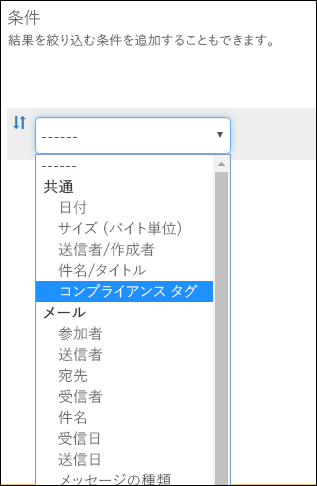 条件
結果を絞り込む条件を追加することもできます。
------
------
共通
日付
サイズ (バイト単位)
送信者/作成者
件名/タイトル
コンプライアンス タグ
メール
参加者
送信者
宛先
受信者
件名
受信日
送信日
メッセージの種類